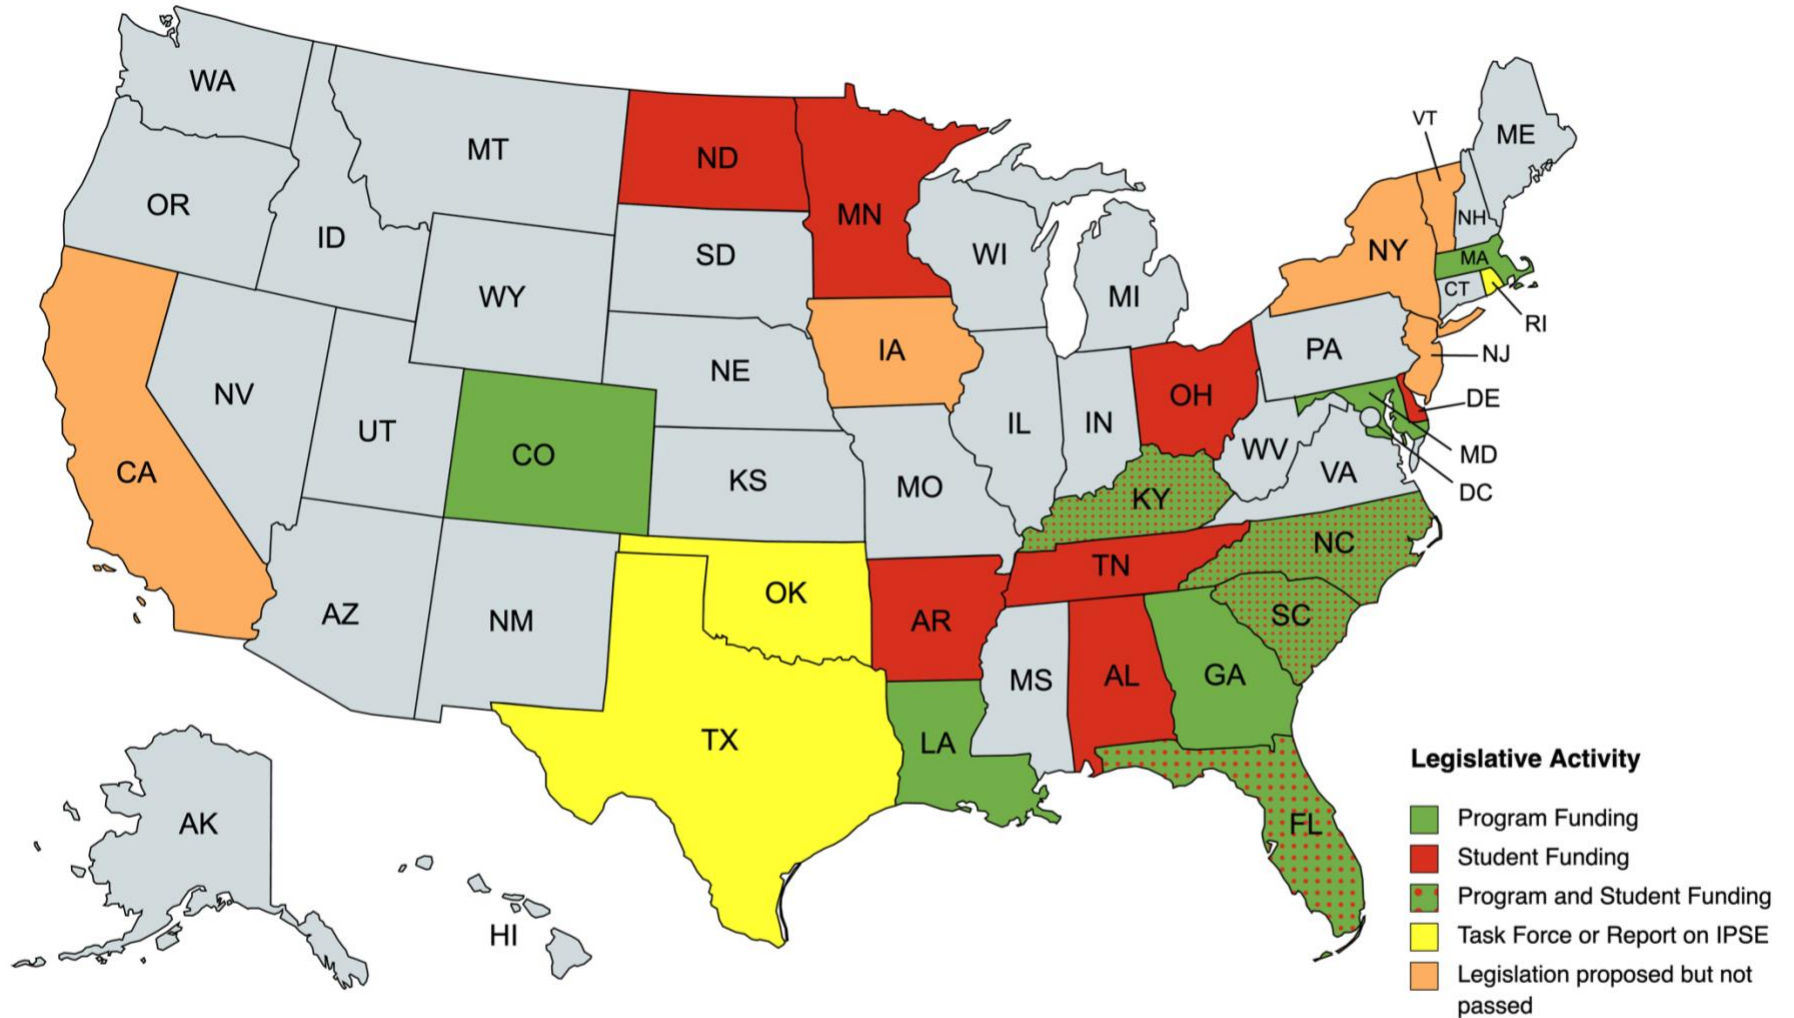 WA
MT
ND
MN
VT
ME
OR
ID
SD
WI
NY
NH
MA
CT
RI
WY
MI
IA
PA
NJ
NE
NV
UT
CO
IL
IN
OH
DE
WV
MD
CA
KS
MO
VA
DC
KY
NC
TN
OK
AZ
NM
AR
SC
MS
AL
GA
TX
LA
FL
AK
HI
Legislative Activity
Program Funding
Student Funding
Program and Student Funding
Task Force or Report on IPSE
Legislation proposed but not
passed